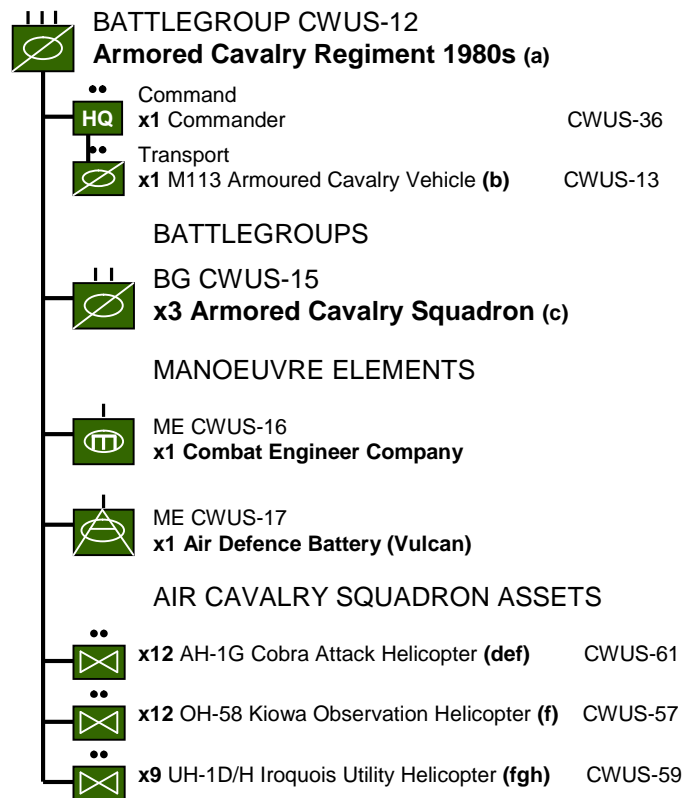 BATTLEGROUP CWUS-12
Armored Cavalry Regiment 1980s (a)
Command
HQ x1 Commander CWUS-36
Transport
x1 M113 Armoured Cavalry Vehicle (b) CWUS-13
BATTLEGROUPS
BG CWUS-15
x3 Armored Cavalry Squadron (c)
MANOEUVRE ELEMENTS
ME CWUS-16
x1 Combat Engineer Company
ME CWUS-17
x1 Air Defence Battery (Vulcan)
AIR CAVALRY SQUADRON ASSETS
x12 AH-1G Cobra Attack Helicopter (def) CWUS-61
x12 OH-58 Kiowa Observation Helicopter (f) CWUS-57
x9 UH-1D/H Iroquois Utility Helicopter (fgh) CWUS-59